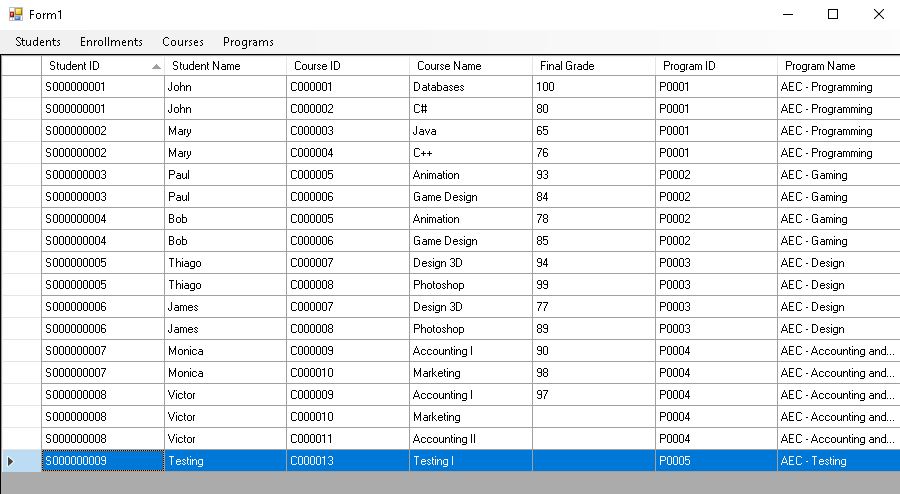 Form1
Students Enrollments Courses Programs
Student ID Student Name Course ID Course Name Final Grade Program ID Program Name
S000000001 John C000001 Databases 100 P0001 AEC - Programming
S000000001 John C000002 C# 80 P0001 AEC - Programming
S000000002 Mary C000003 Java 65 P0001 AEC - Programming
S000000002 Mary C000004 C++ 76 P0001 AEC - Programming
S000000003 Paul C000005 Animation 93 P0002 AEC - Gaming
S000000003 Paul C000006 Game Design 84 P0002 AEC - Gaming
S000000004 Bob C000005 Animation 78 P0002 AEC - Gaming
S000000004 Bob C000006 Game Design 85 P0002 AEC - Gaming
S000000005 Thiago C000007 Design 3D 94 P0003 AEC - Design
S000000005 Thiago C000008 Photoshop 99 P0003 AEC - Design
S000000006 James C000007 Design 3D 77 P0003 AEC - Design
S000000006 James C000008 Photoshop 89 P0003 AEC - Design
S000000007 Monica C000009 Accounting I 90 P0004 AEC - Accounting and...
S000000007 Monica C000010 Marketing 98 P0004 AEC - Accounting and...
S000000008 Victor C000009 Accounting I 97 P0004 AEC - Accounting and...
S000000008 Victor C000010 Marketing P0004 AEC - Accounting and...
S000000008 Victor C000011 Accounting II P0004 AEC - Accounting and...
S000000009 Testing C000013 Testing I P0005 AEC - Testing